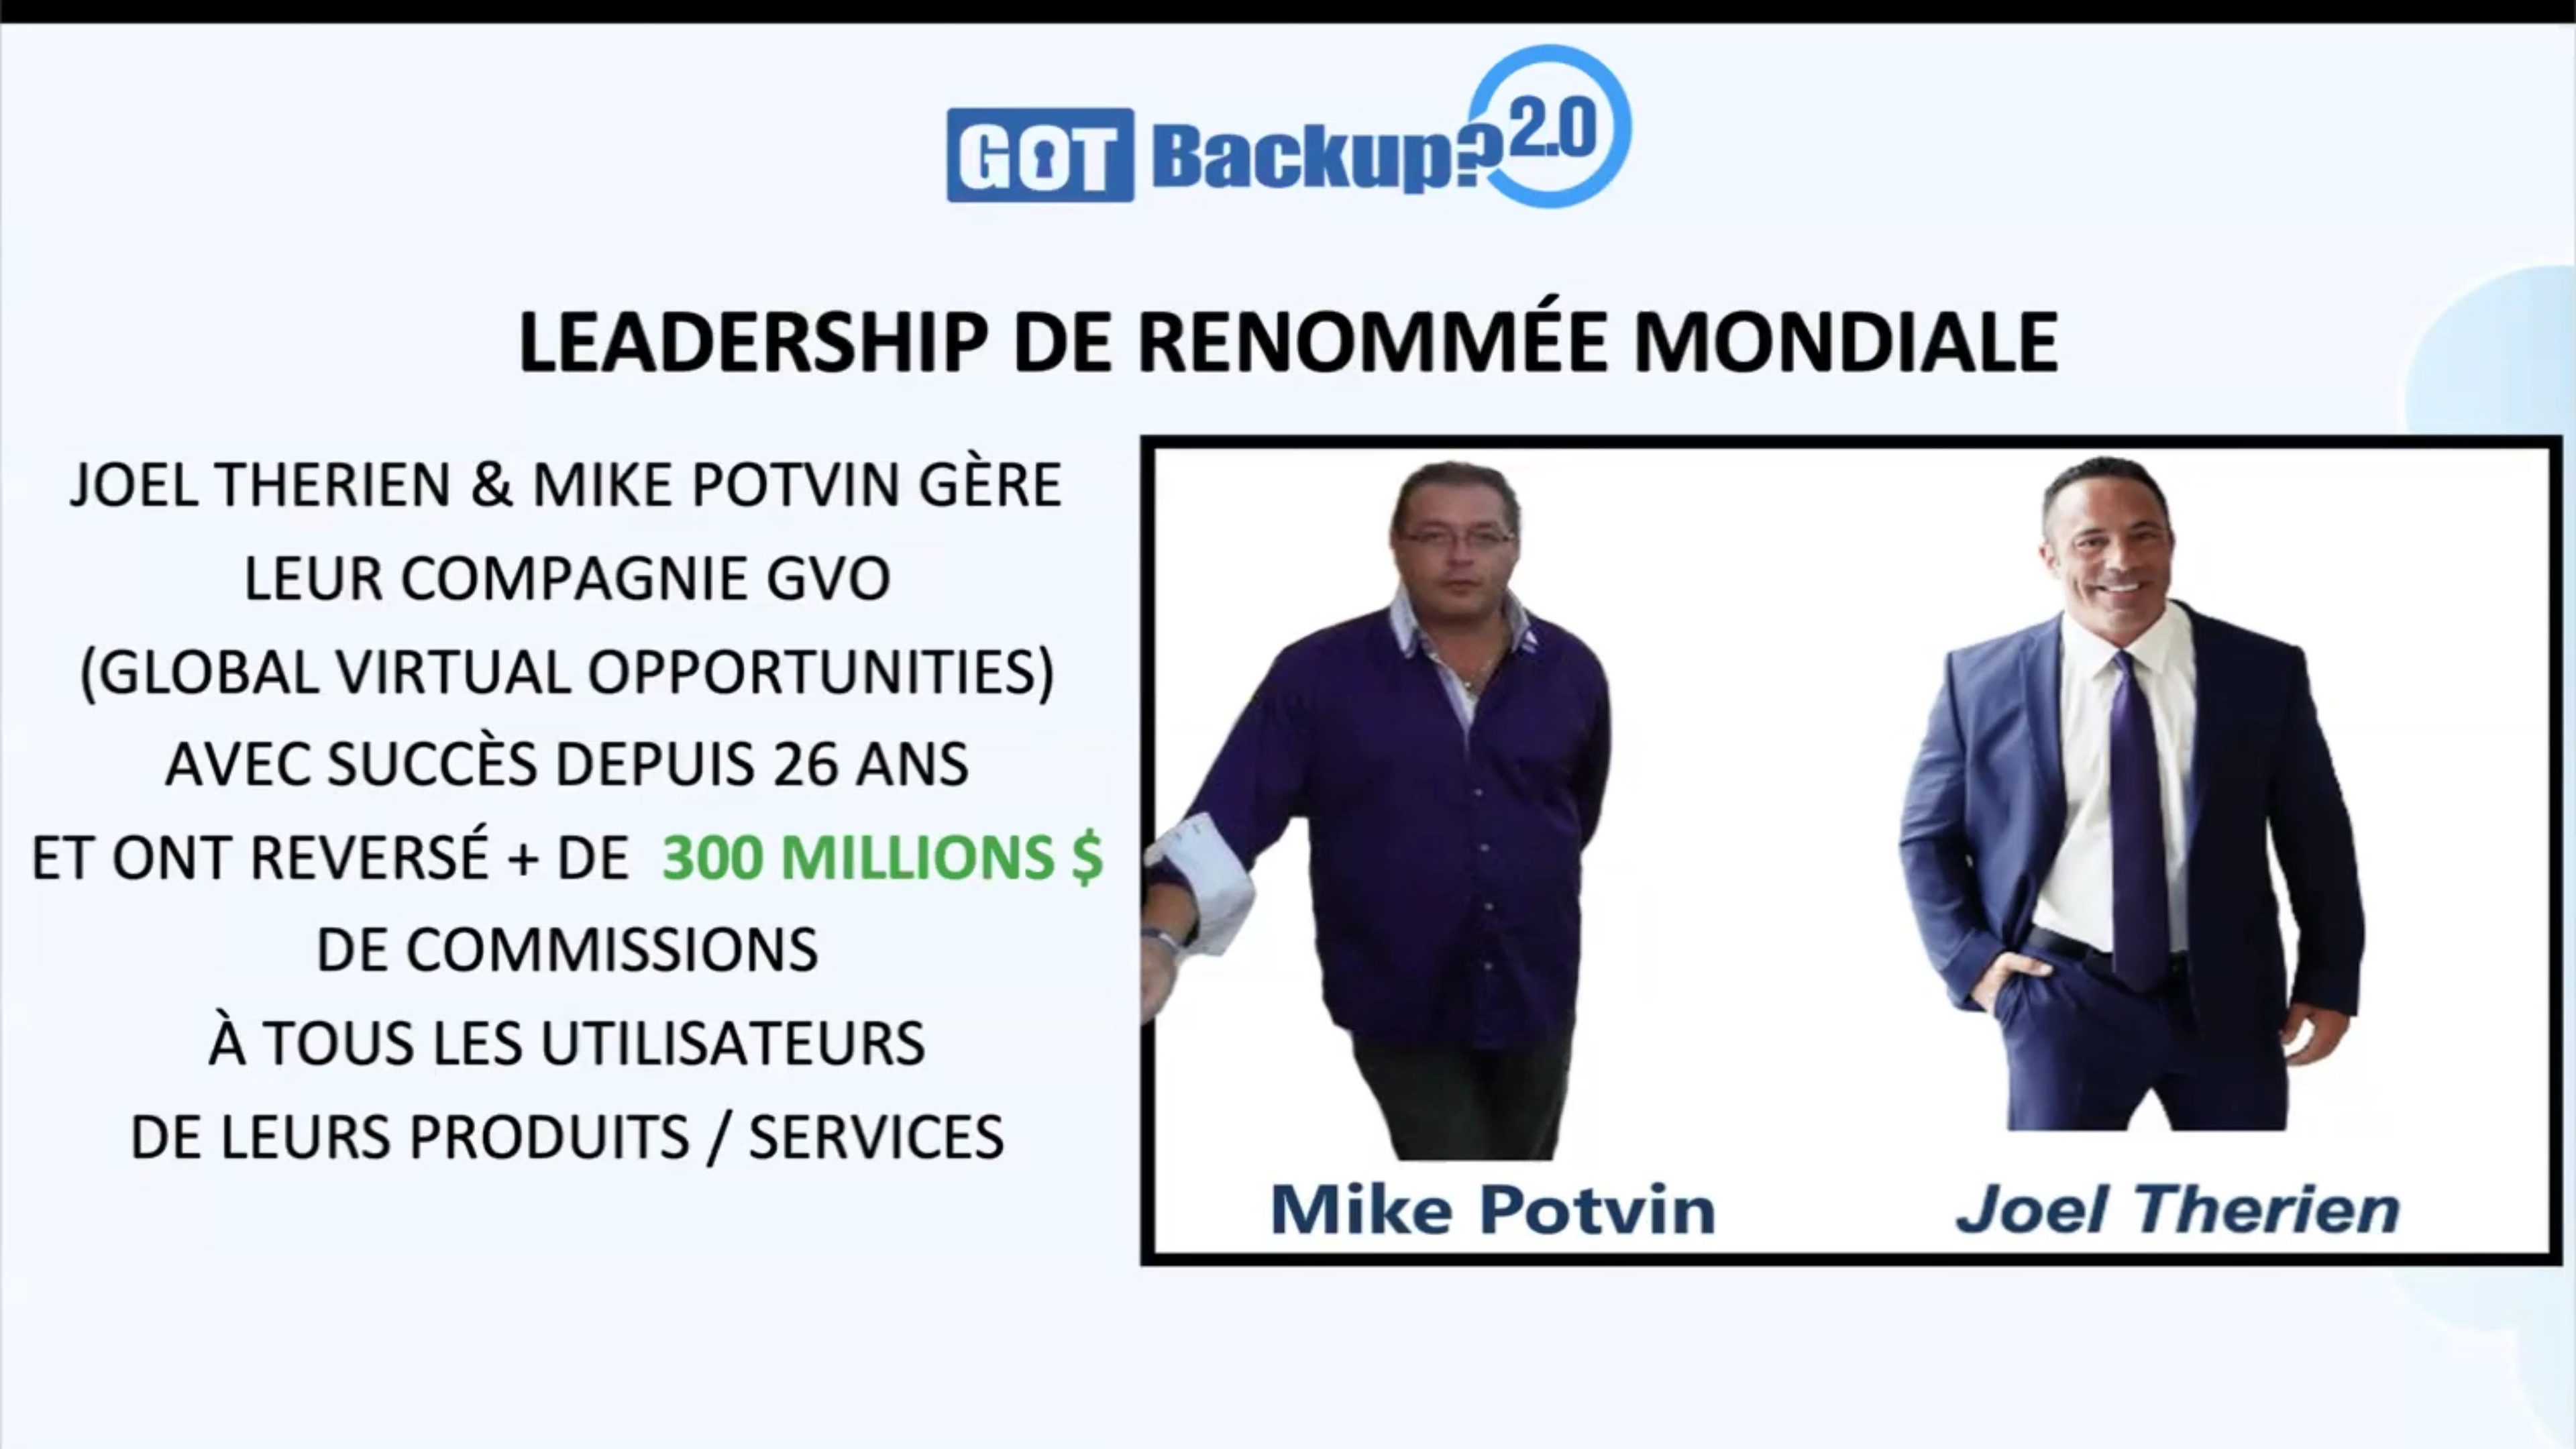 GOT Backup? 2.0
LEADERSHIP DE RENOMMÉE MONDIALE
JOEL THERIEN & MIKE POTVIN GÈRE
LEUR COMPAGNIE GVO
(GLOBAL VIRTUAL OPPORTUNITIES)
AVEC SUCCÈS DEPUIS 26 ANS
ET ONT REVERSÉ + DE 300 MILLIONS $
DE COMMISSIONS
À TOUS LES UTILISATEURS
DE LEURS PRODUITS / SERVICES
Mike Potvin
Joel Therien